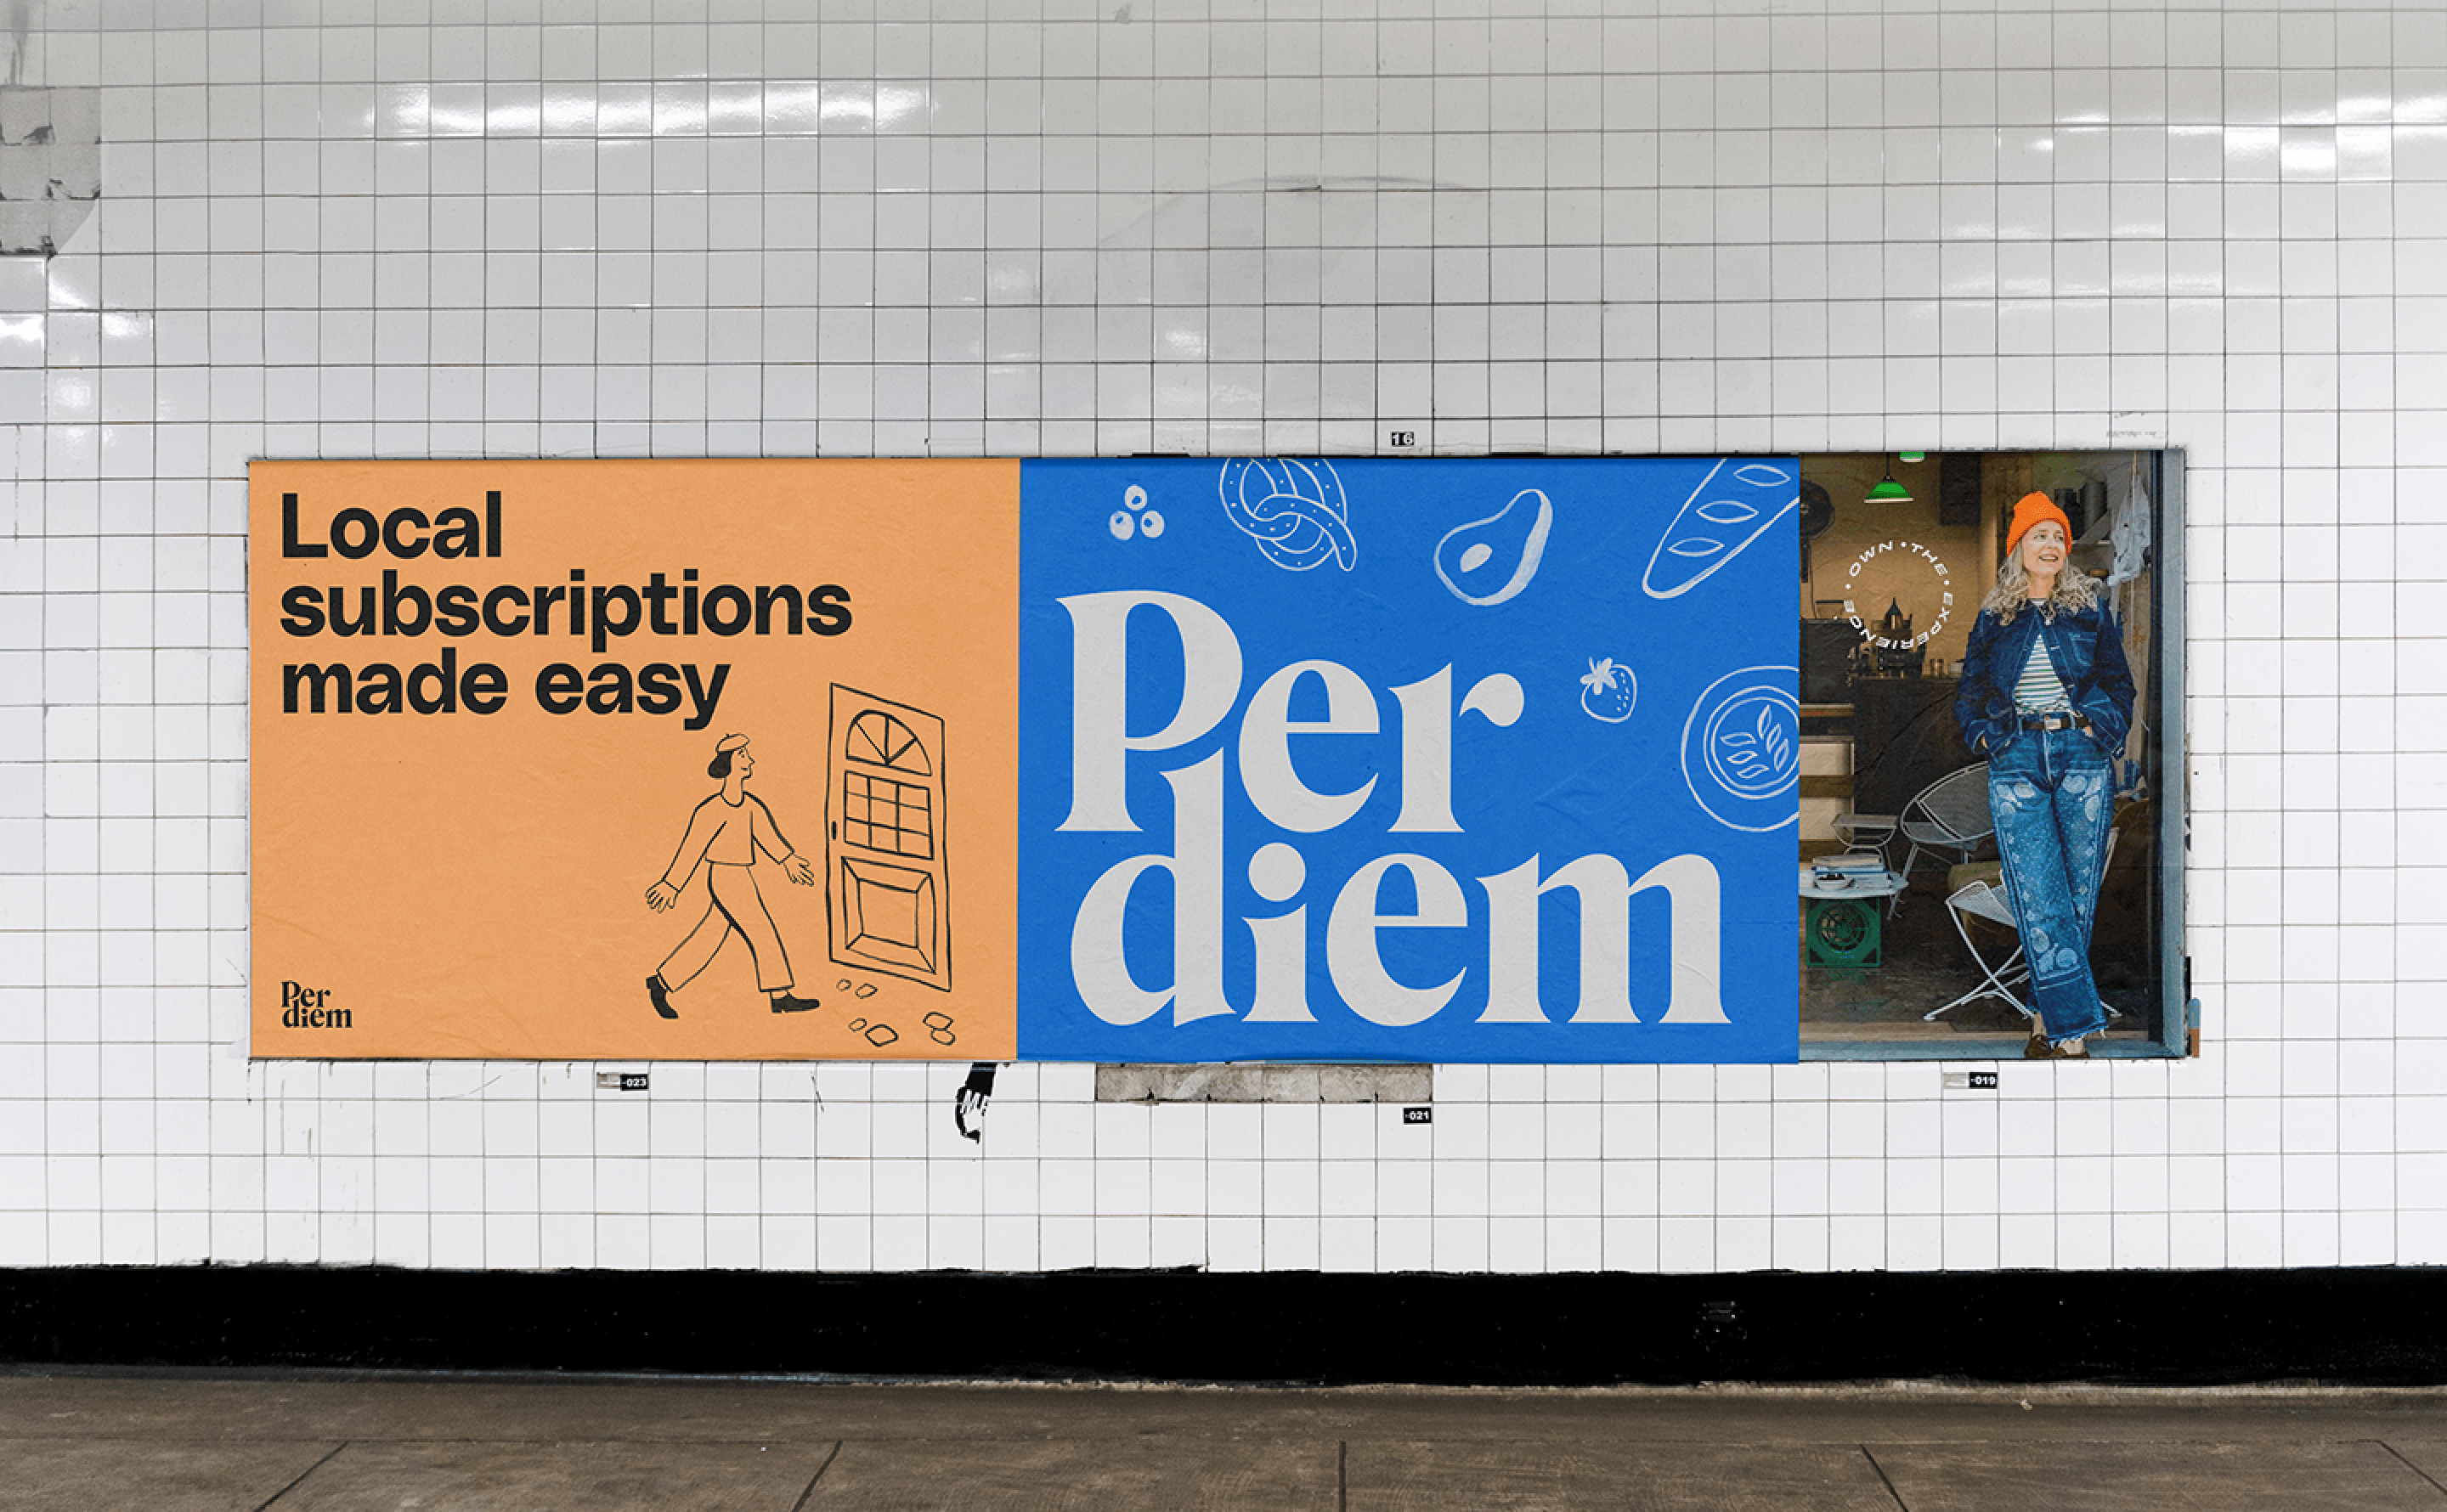 16
Local
subscriptions
made easy
Per
diem
Per
diem
OWN • THE • EXPERIENCE •
-023
-021
-019